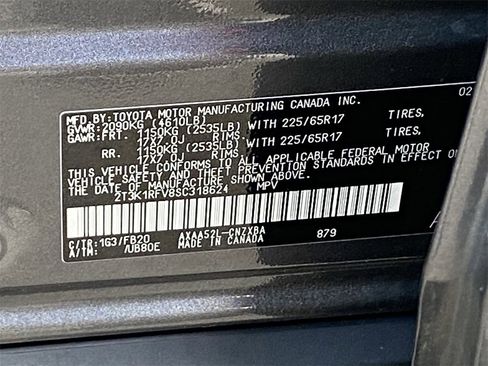 MFD.BY:TOYOTA MOTOR MANUFACTURING CANADA INC. 02
GVWR:2090KG (4610LB)
GAWR:FRT. 1150KG (2535LB) WITH 225/65R17 TIRES,
17X7.0J RIMS
RR. 1150KG (2535LB) WITH 225/65R17 TIRES,
17X7.0J RIMS
THIS VEHICLE CONFORMS TO ALL APPLICABLE FEDERAL MOTOR
VEHICLE SAFETY AND THEFT PREVENTION STANDARDS IN EFFECT ON
THIS DATE OF MANUFACTURE.
2T3K1RFV8SC318624 MPV
C/TR:1G3/FB20 AXAA52L-CNZXBA
A/TM: /UB80E MADE IN CANADA 879